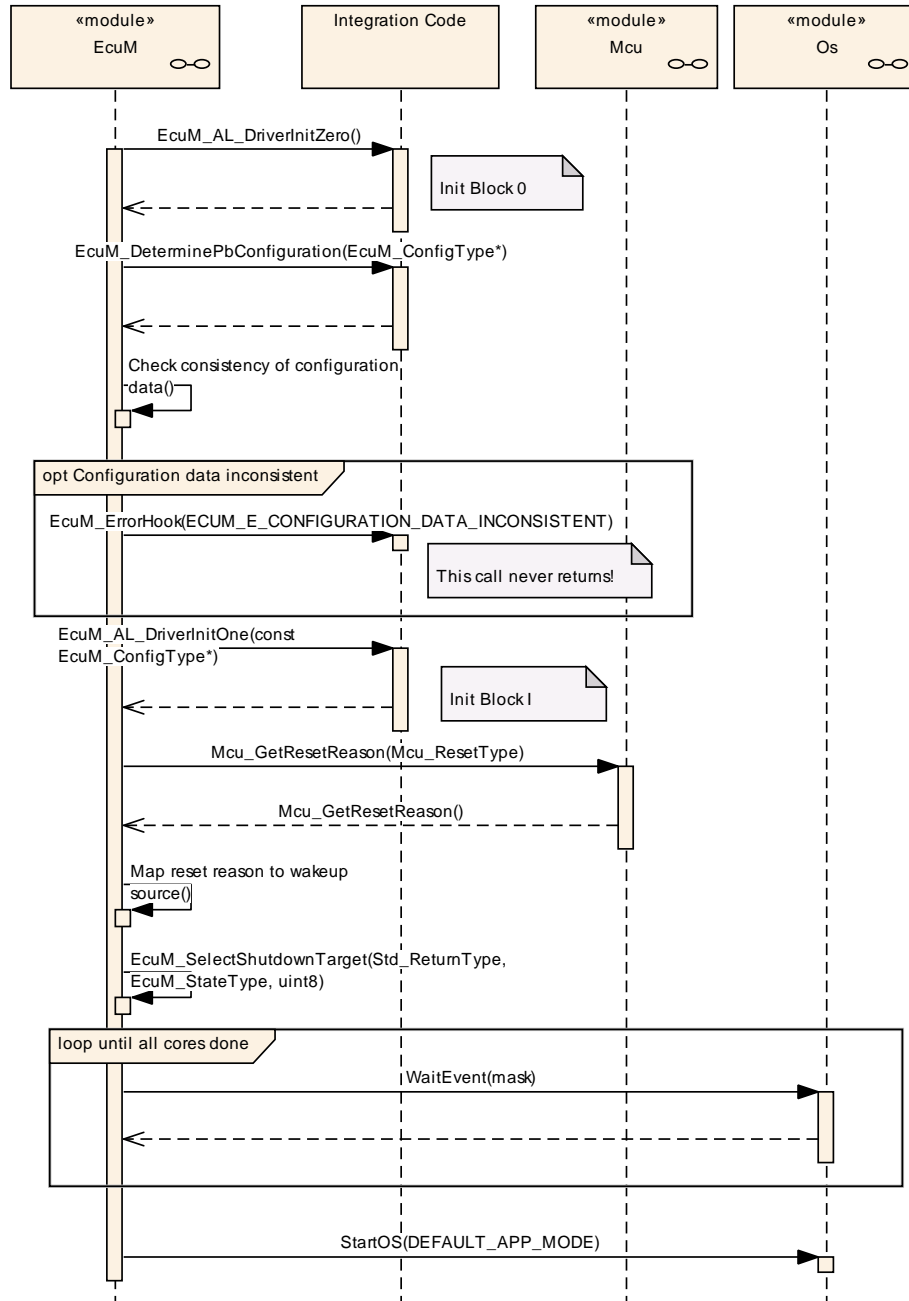 «module»
EcuM
Integration Code
«module»
Mcu
«module»
Os
EcuM_AL_DriverInitZero()
Init Block 0
EcuM_DeterminePbConfiguration(EcuM_ConfigType*)
Check consistency of configuration
data()
opt Configuration data inconsistent
EcuM_ErrorHook(ECUM_E_CONFIGURATION_DATA_INCONSISTENT)
This call never returns!
EcuM_AL_DriverInitOne(const
EcuM_ConfigType*)
Init Block I
Mcu_GetResetReason(Mcu_ResetType)
Mcu_GetResetReason()
Map reset reason to wakeup
source()
EcuM_SelectShutdownTarget(Std_ReturnType,
EcuM_StateType, uint8)
loop until all cores done
WaitEvent(mask)
StartOS(DEFAULT_APP_MODE)